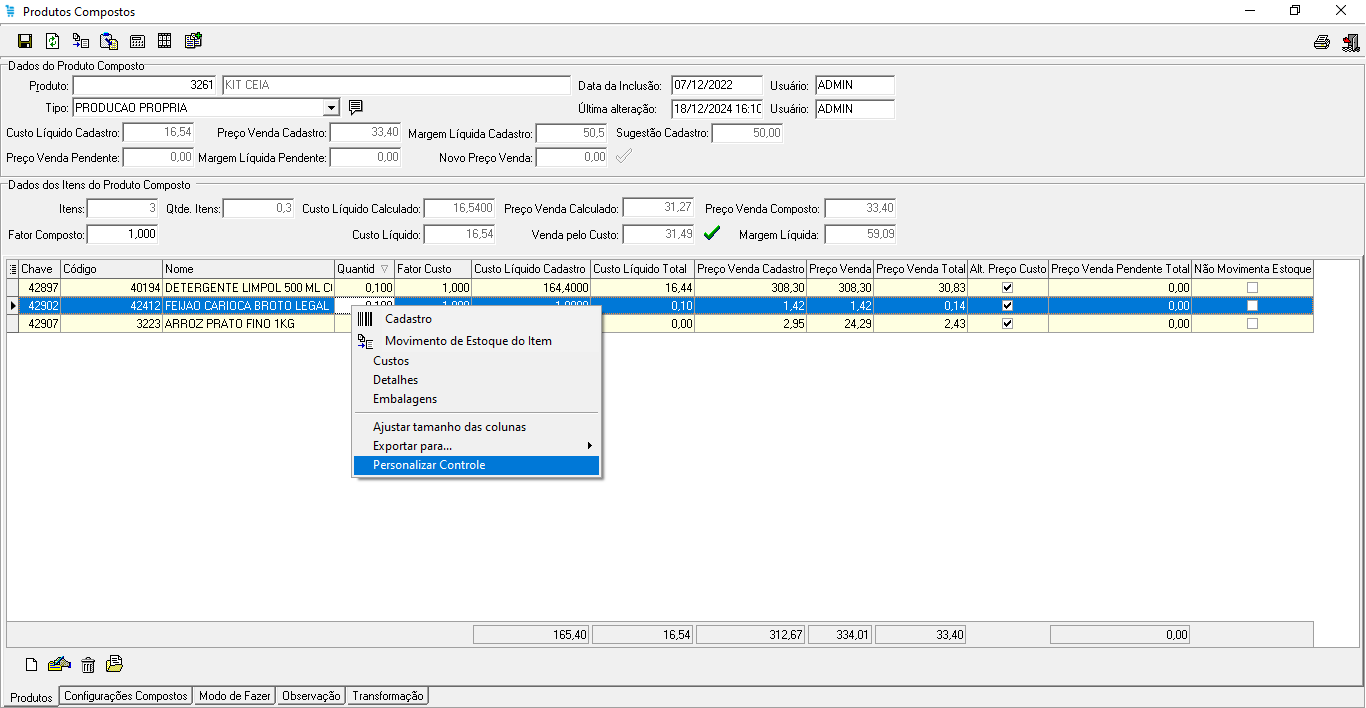 Produtos Compostos
Dados do Produto Composto
Produto: 3261 KIT CEIA Data da Inclusão: 07/12/2022 Usuário: ADMIN
Tipo: PRODUCAO PROPRIA Última alteração: 18/12/2024 16:10 Usuário: ADMIN
Custo Líquido Cadastro: 16,54 Preço Venda Cadastro: 33,40 Margem Líquida Cadastro: 50,5 Sugestão Cadastro: 50,00
Preço Venda Pendente: 0,00 Margem Líquida Pendente: 0,00 Novo Preço Venda: 0,00
Dados dos Itens do Produto Composto
Itens: 3 Qtde. Itens: 0,3 Custo Líquido Calculado: 16,5400 Preço Venda Calculado: 31,27 Preço Venda Composto: 33,40
Fator Composto: 1,000 Custo Líquido: 16,54 Venda pelo Custo: 31,49 Margem Líquida: 59,09
Chave Código Nome Quantid Fator Custo Custo Líquido Cadastro Custo Líquido Total Preço Venda Cadastro Preço Venda Preço Venda Total Alt. Preço Custo Preço Venda Pendente Total Não Movimenta Estoque
42897 40194 DETERGENTE LIMPOL 500 ML 0,100 1,000 164,4000 16,44 308,30 308,30 30,83 0,00
42902 42412 FEIJAO CARIOCA BROTO LEGAL 0,100 1,000 1,0000 0,10 1,42 1,42 0,14 0,00
42907 3223 ARROZ PRATO FINO 1KG 0,00 2,95 24,29 2,43 0,00
Cadastro
Movimento de Estoque do Item
Custos
Detalhes
Embalagens
Ajustar tamanho das colunas
Exportar para...
Personalizar Controle
165,40 16,54 312,67 334,01 33,40 0,00
Produtos Configurações Compostos Modo de Fazer Observação Transformação